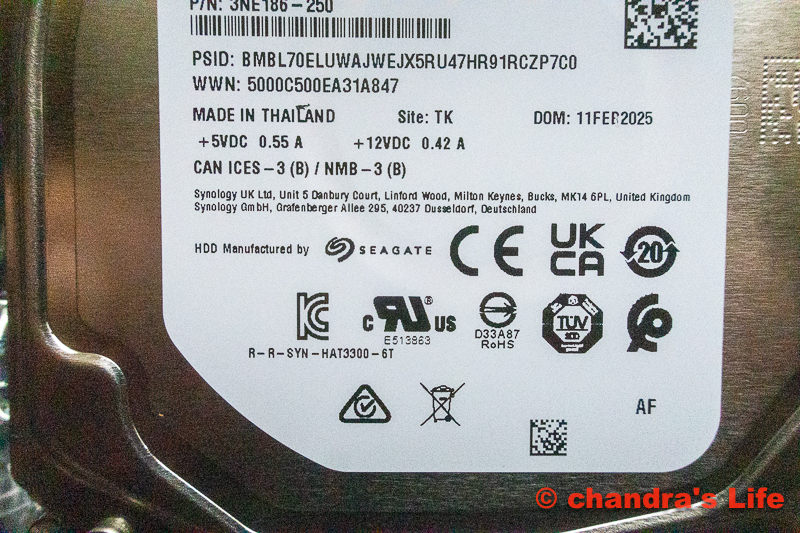 P/N: 3NE186-250
PSID: BMBL70ELUWAJWEJX5RU47HR91RCZP7C0
WWN: 5000C500EA31A847
MADE IN THAILAND Site: TK DOM: 11FEB2025
+5VDC 0.55 A +12VDC 0.42 A
CAN ICES-3 (B) / NMB-3 (B)
Synology UK Ltd, Unit 5 Danbury Court, Linford Wood, Milton Keynes, Bucks, MK14 6PL, United Kingdom
Synology GmbH, Grafenberger Allee 295, 40237 Dusseldorf, Deutschland
HDD Manufactured by SEAGATE CE UK CA 20
c RU ® US
E513863
D33A87
RoHS
TÜV
R-R-SYN-HAT3300-6T
AF
© chandra's Life